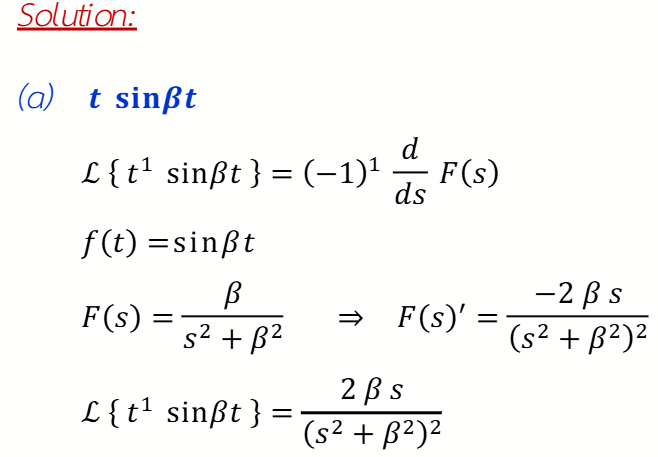 Solution:
(a) t sinβt
ℒ{t¹ sinβt} = (−1)¹ d/ds F(s)
f(t) = sinβt
F(s) = β/(s² + β²) ⇒ F(s)′ = −2 β s/(s² + β²)²
ℒ{t¹ sinβt} = 2 β s/(s² + β²)²